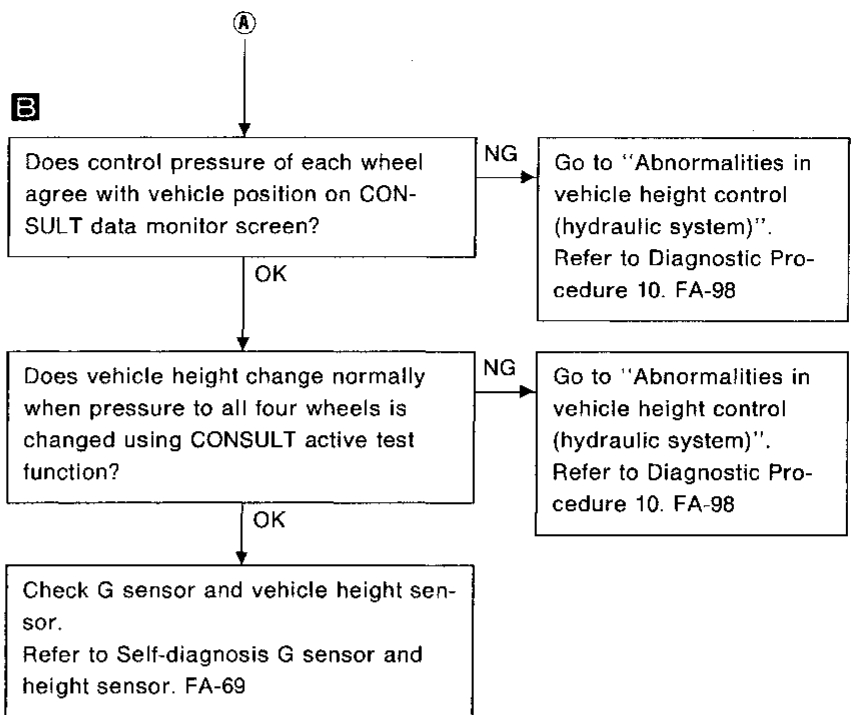 A
B
Does control pressure of each wheel
agree with vehicle position on CON-
SULT data monitor screen?
NG
Go to "Abnormalities in
vehicle height control
(hydraulic system)".
Refer to Diagnostic Pro-
cedure 10. FA-98
OK
Does vehicle height change normally
when pressure to all four wheels is
changed using CONSULT active test
function?
NG
Go to "Abnormalities in
vehicle height control
(hydraulic system)".
Refer to Diagnostic Pro-
cedure 10. FA-98
OK
Check G sensor and vehicle height sen-
sor.
Refer to Self-diagnosis G sensor and
height sensor. FA-69